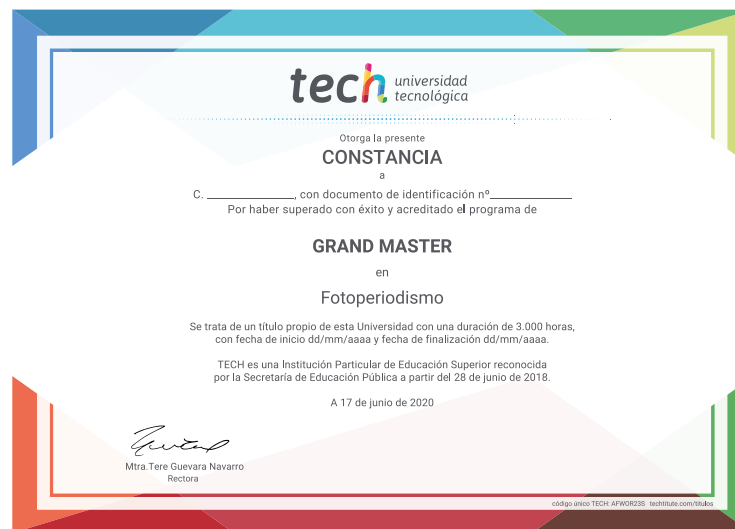 tech universidad
tecnológica
Otorga la presente
CONSTANCIA
a
C. ________________, con documento de identificación nº______________
Por haber superado con éxito y acreditado el programa de
GRAND MASTER
en
Fotoperiodismo
Se trata de un título propio de esta Universidad con una duración de 3.000 horas,
con fecha de inicio dd/mm/aaaa y fecha de finalización dd/mm/aaaa.
TECH es una Institución Particular de Educación Superior reconocida
por la Secretaría de Educación Pública a partir del 28 de junio de 2018.
A 17 de junio de 2020
Mtra.Tere Guevara Navarro
Rectora
código único TECH: AFWOR23S techtitute.com/títulos